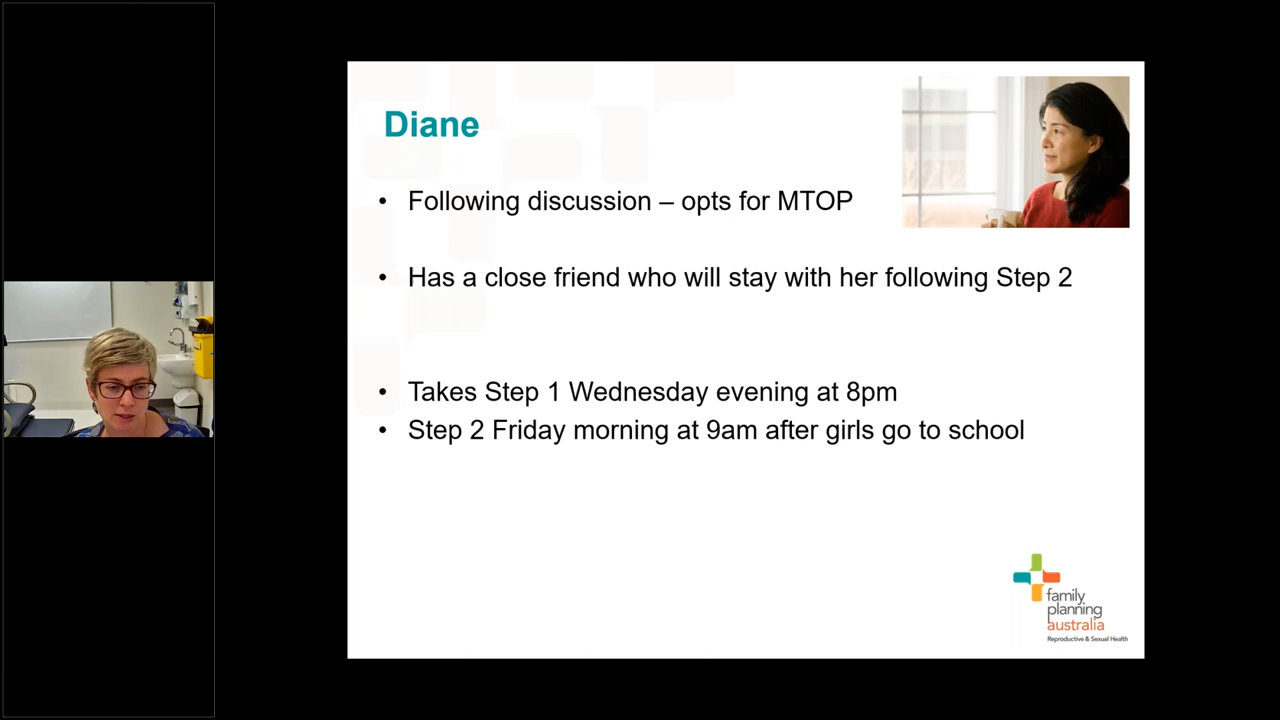 Diane
• Following discussion – opts for MTOP
• Has a close friend who will stay with her following Step 2
• Takes Step 1 Wednesday evening at 8pm
• Step 2 Friday morning at 9am after girls go to school
family
planning
australia
Reproductive & Sexual Health